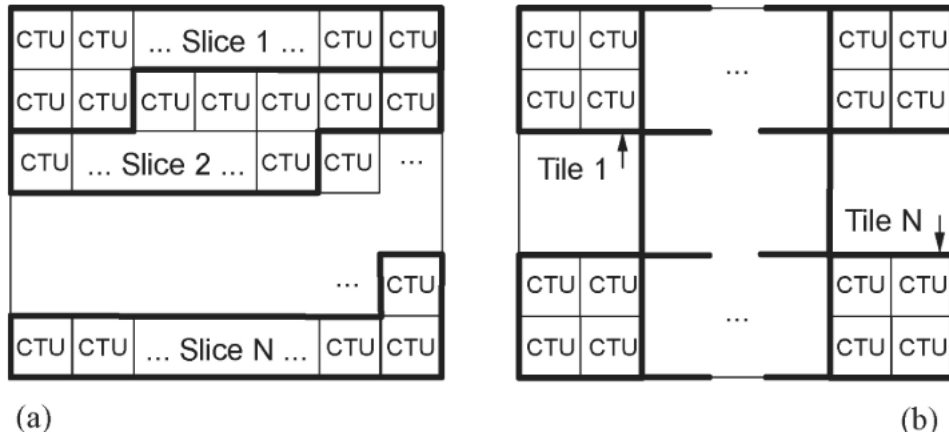 CTU CTU ... Slice 1 ... CTU CTU
CTU CTU CTU CTU CTU CTU CTU
CTU ... Slice 2 ... CTU CTU ...
... CTU
CTU CTU ... Slice N ... CTU CTU
(a)
CTU CTU ... CTU CTU
CTU CTU CTU CTU
Tile 1
Tile N
CTU CTU CTU CTU
...
CTU CTU CTU CTU
(b)